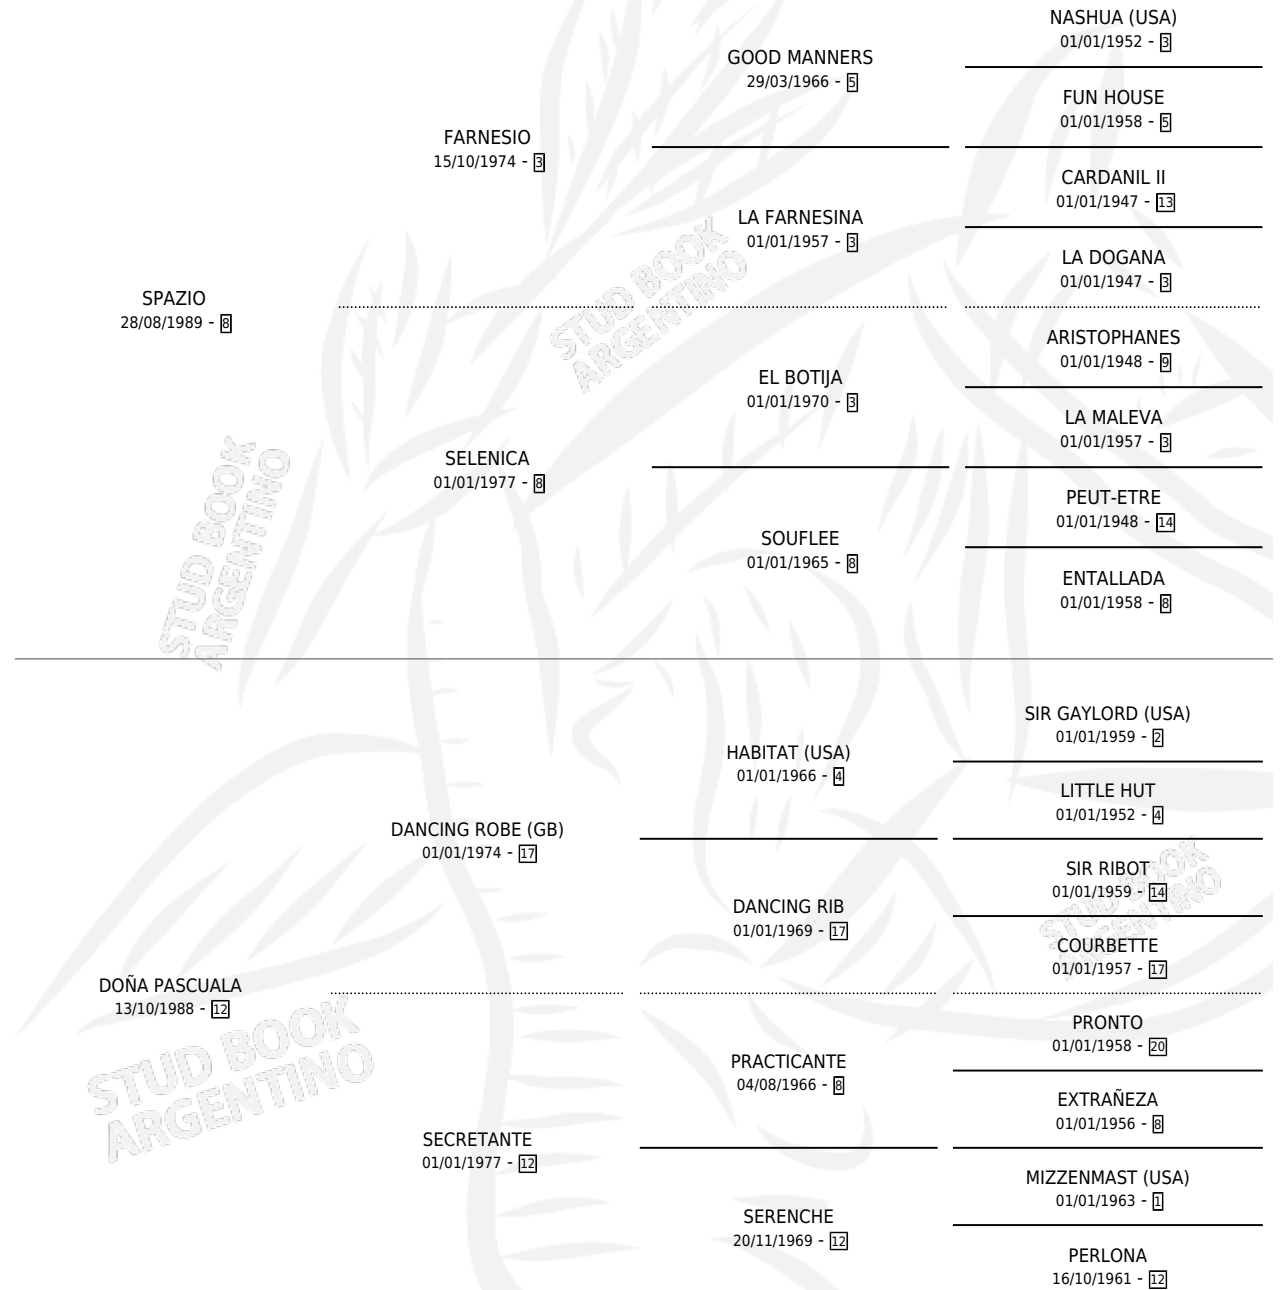 NASHUA (USA)
01/01/1952 - 3
GOOD MANNERS
29/03/1966 - 5
FUN HOUSE
01/01/1958 - 5
FARNESIO
15/10/1974 - 3
CARDANIL II
01/01/1947 - 13
LA FARNESINA
01/01/1957 - 3
LA DOGANA
01/01/1947 - 3
SPAZIO
28/08/1989 - 8
STUD BOOK
ARGENTINO
ARISTOPHANES
01/01/1948 - 9
EL BOTIJA
01/01/1970 - 3
LA MALEVA
01/01/1957 - 3
SELENICA
01/01/1977 - 8
PEUT-ETRE
01/01/1948 - 14
SOUFLEE
01/01/1965 - 8
ENTALLADA
01/01/1958 - 8
STUD BOOK
ARGENTINO
SIR GAYLORD (USA)
01/01/1959 - 2
HABITAT (USA)
01/01/1966 - 4
LITTLE HUT
01/01/1952 - 4
DANCING ROBE (GB)
01/01/1974 - 17
SIR RIBOT
01/01/1959 - 14
DANCING RIB
01/01/1969 - 17
COURBETTE
01/01/1957 - 17
STUD BOOK
ARGENTINO
DOÑA PASCUALA
13/10/1988 - 12
STUD BOOK
ARGENTINO
PRONTO
01/01/1958 - 20
PRACTICANTE
04/08/1966 - 8
EXTRAÑEZA
01/01/1956 - 8
SECRETANTE
01/01/1977 - 12
MIZZENMAST (USA)
01/01/1963 - 1
SERENCHE
20/11/1969 - 12
PERLONA
16/10/1961 - 12